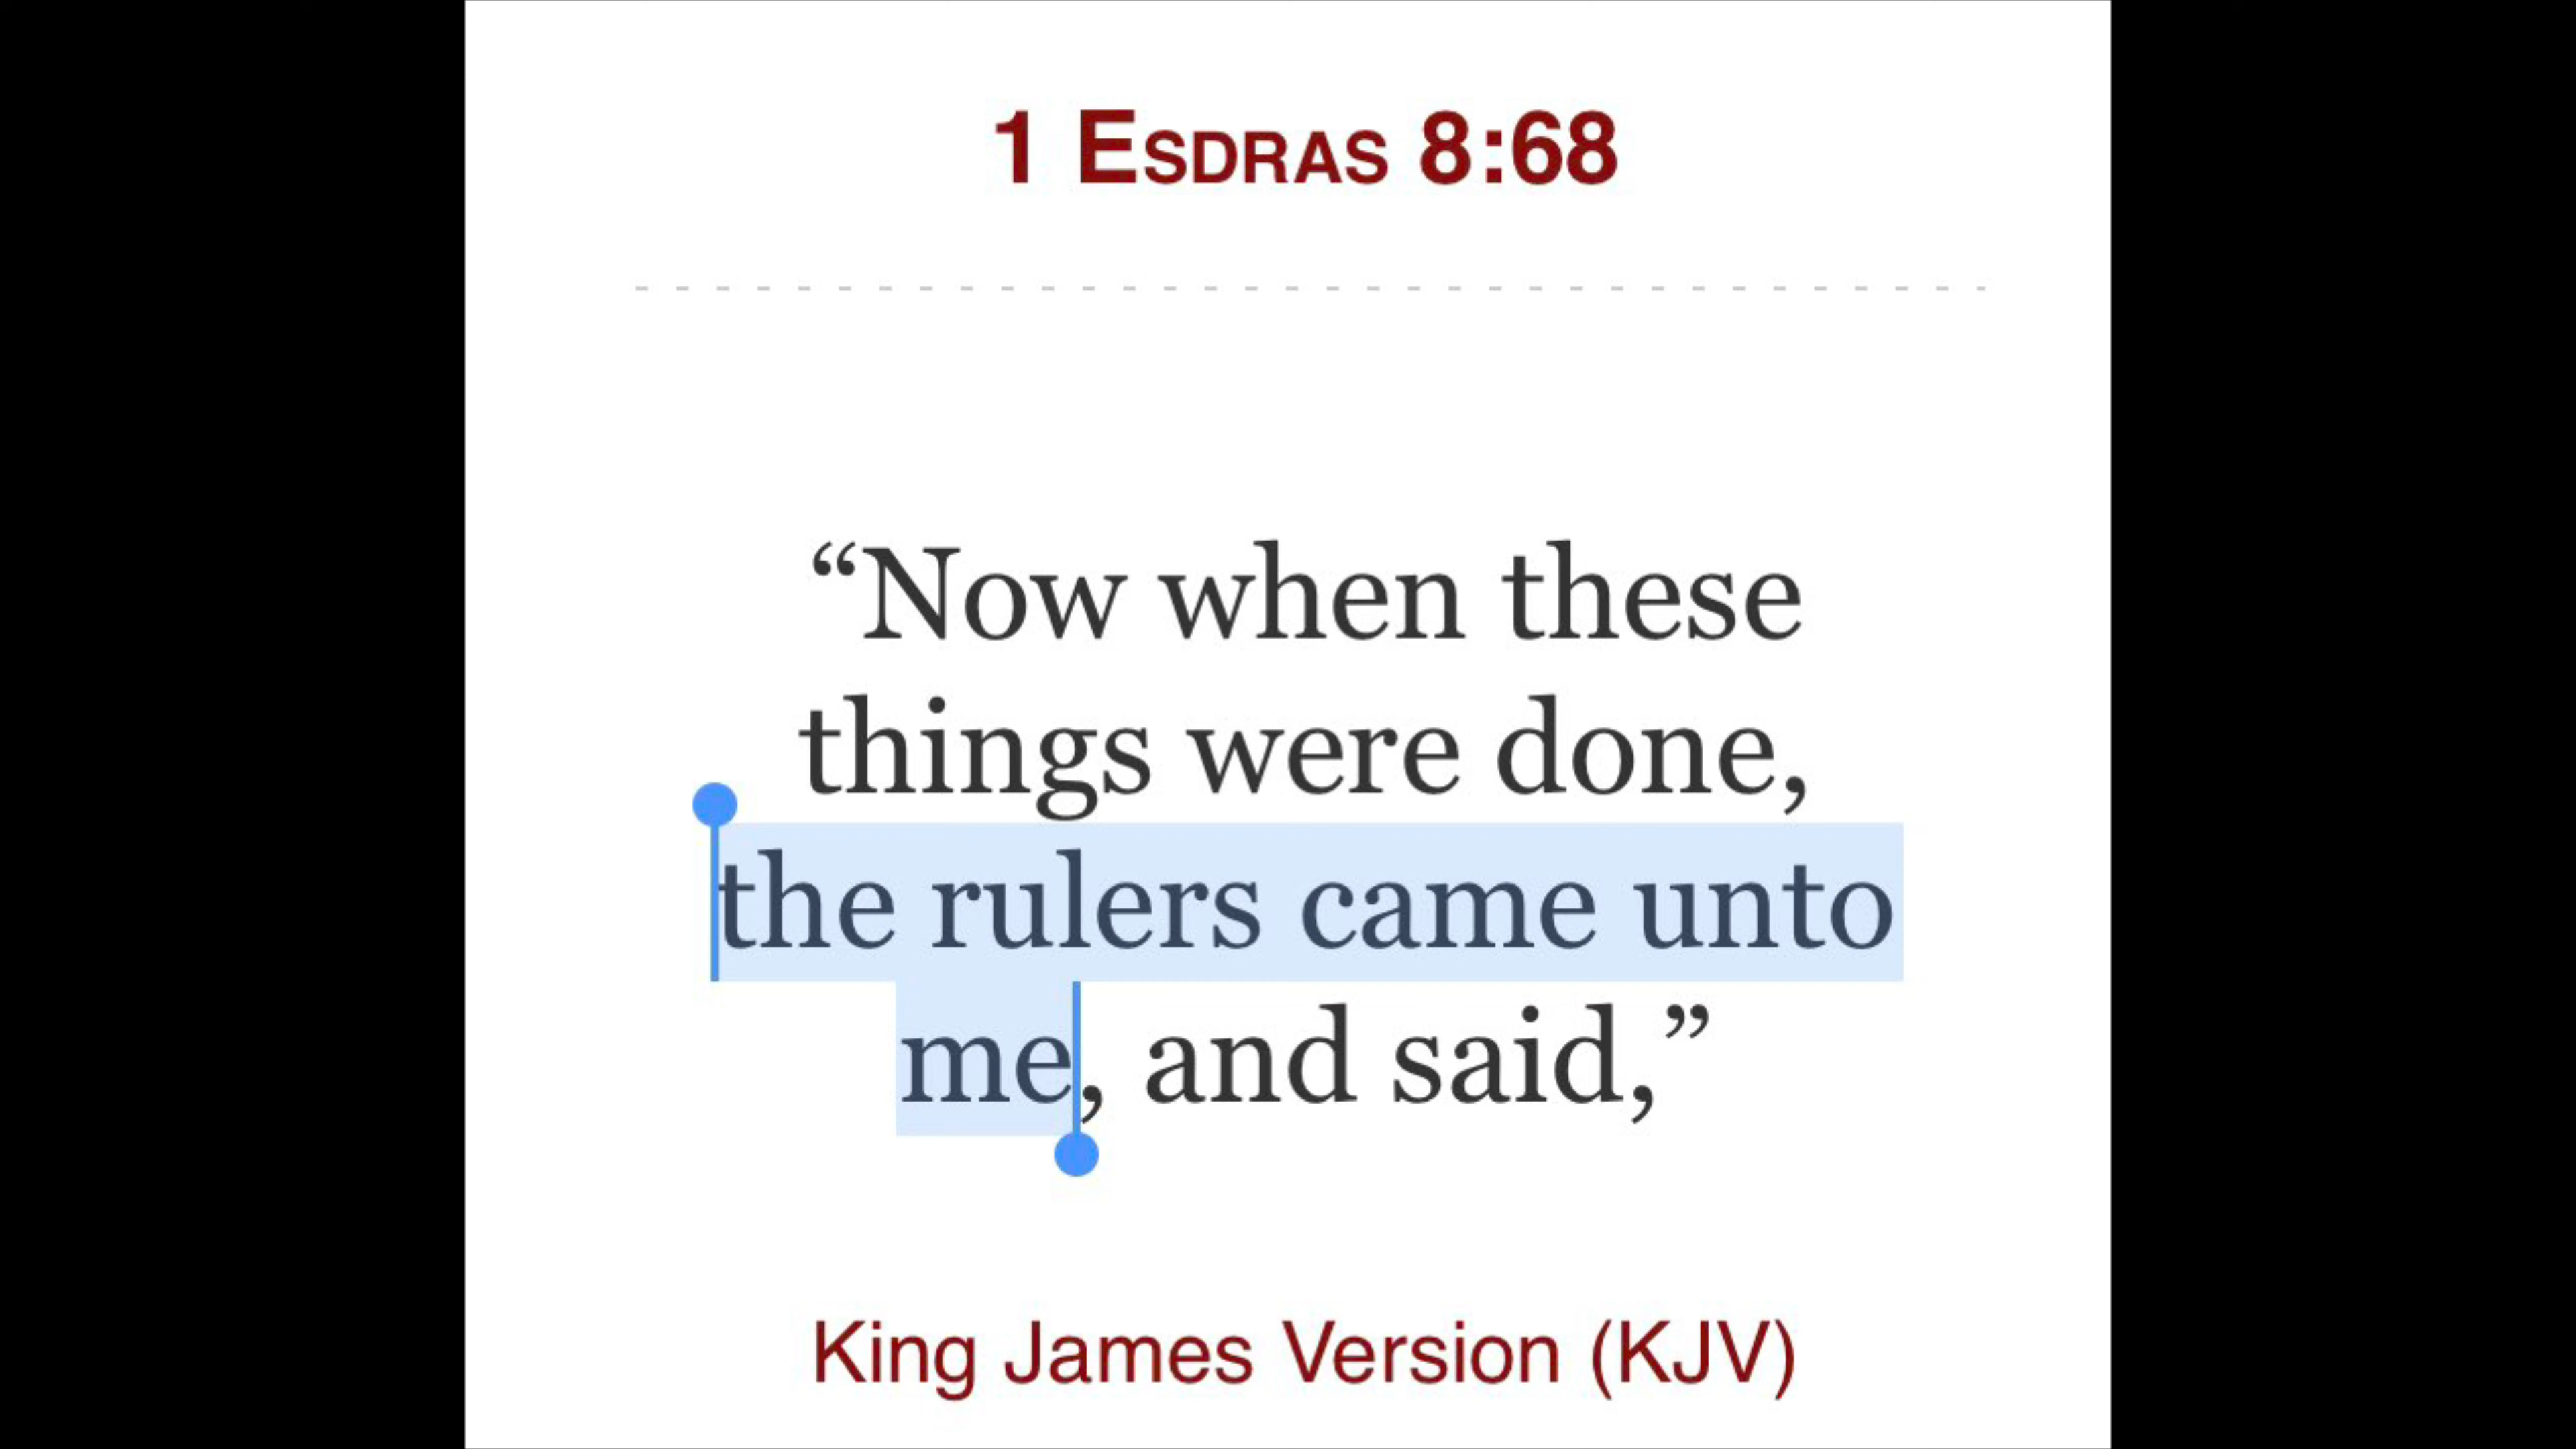 1 Esdras 8:68
“Now when these
things were done,
the rulers came unto
me, and said,”
King James Version (KJV)